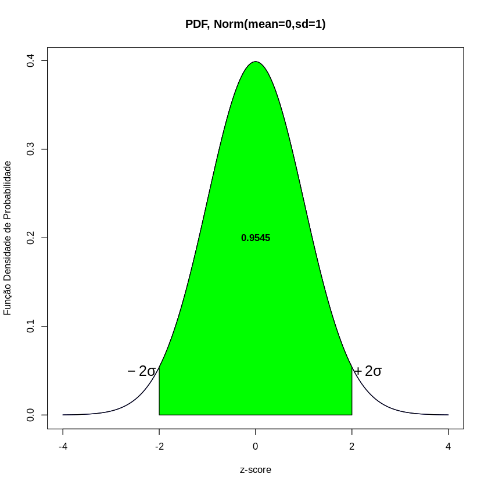 PDF, Norm(mean=0,sd=1)
Função Densidade de Probabilidade
0.4
0.3
0.2
0.1
0.0
0.9545
− 2σ
+ 2σ
-4
-2
0
2
4
z-score